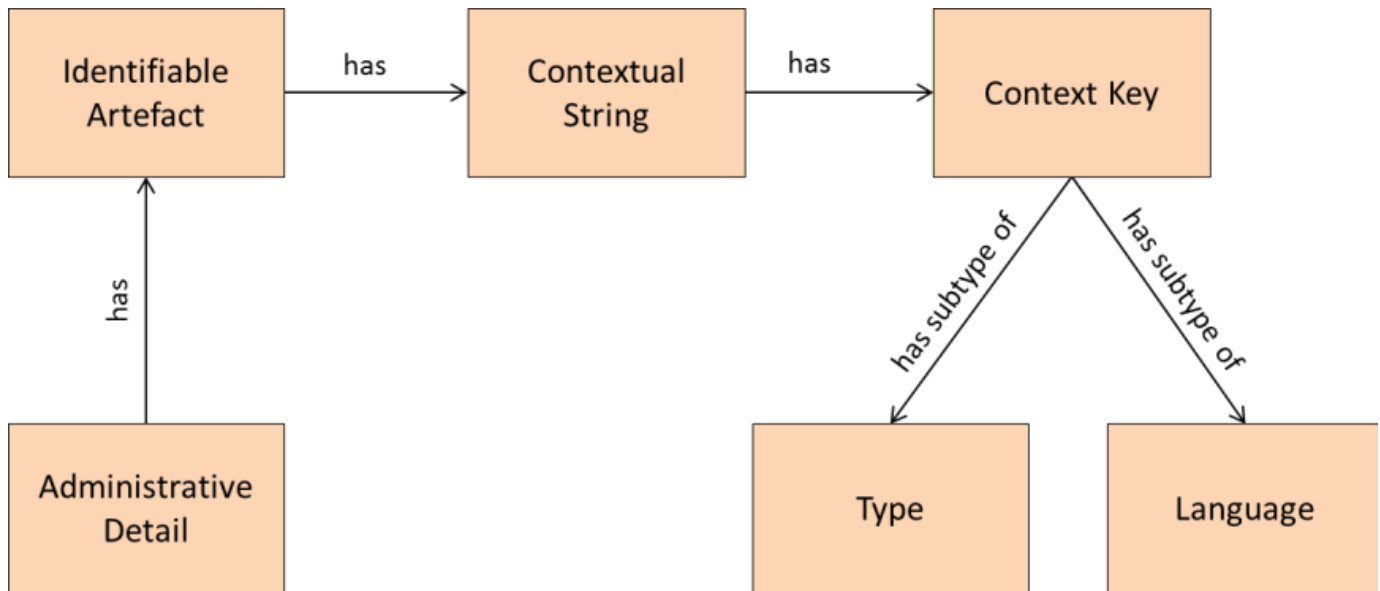 Identifiable
Artefact
has
Contextual
String
has
Context Key
has subtype of
has subtype of
has
Administrative
Detail
Type
Language